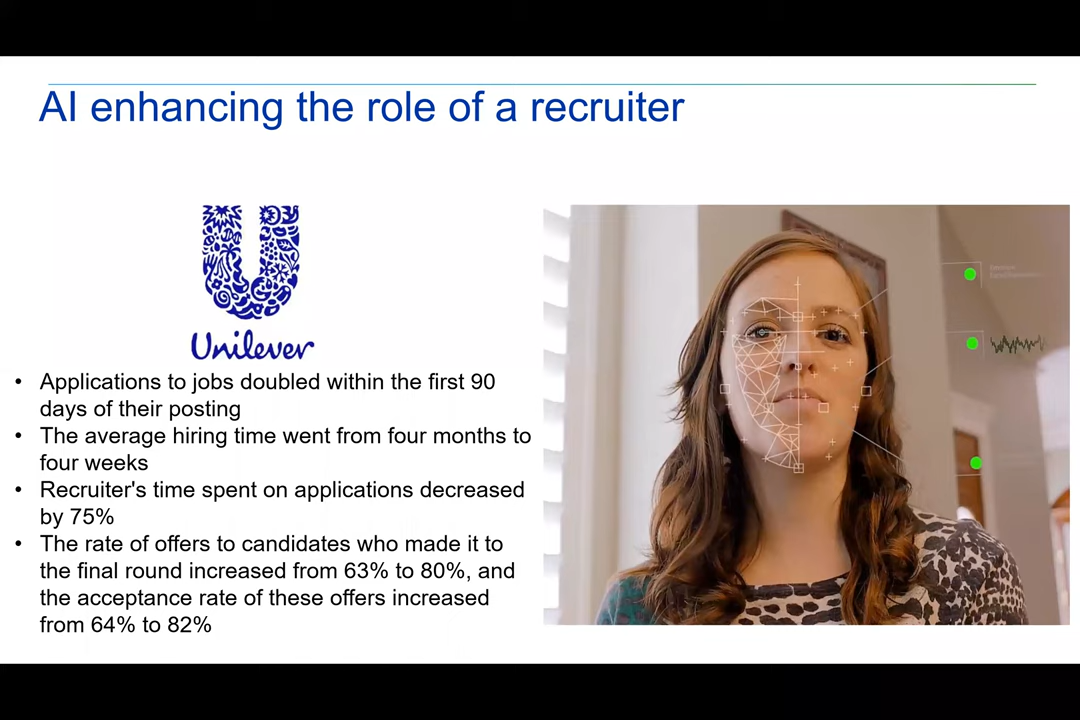 AI enhancing the role of a recruiter
Unilever
• Applications to jobs doubled within the first 90
days of their posting
• The average hiring time went from four months to
four weeks
• Recruiter's time spent on applications decreased
by 75%
• The rate of offers to candidates who made it to
the final round increased from 63% to 80%, and
the acceptance rate of these offers increased
from 64% to 82%